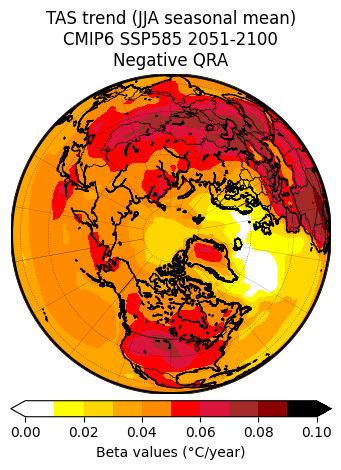 TAS trend (JJA seasonal mean)
CMIP6 SSP585 2051-2100
Negative QRA
0.00 0.02 0.04 0.06 0.08 0.10
Beta values (°C/year)